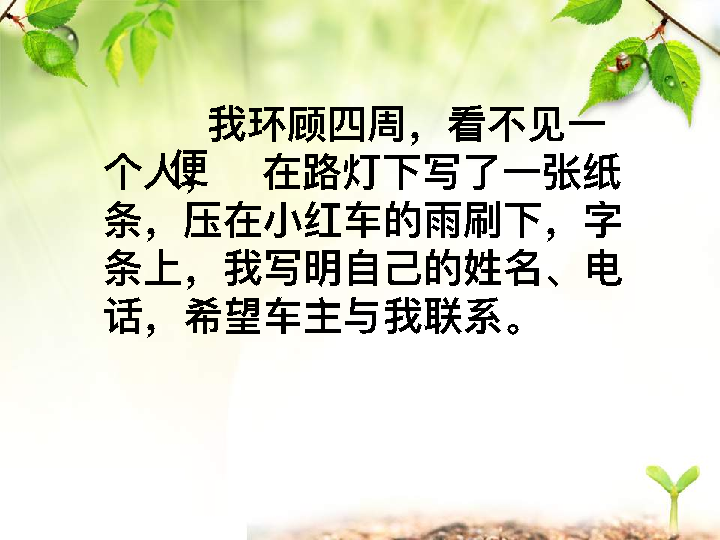 我环顾四周，看不见一
个人，便在路灯下写了一张纸
条，压在小红车的雨刷下，字
条上，我写明自己的姓名、电
话，希望车主与我联系。